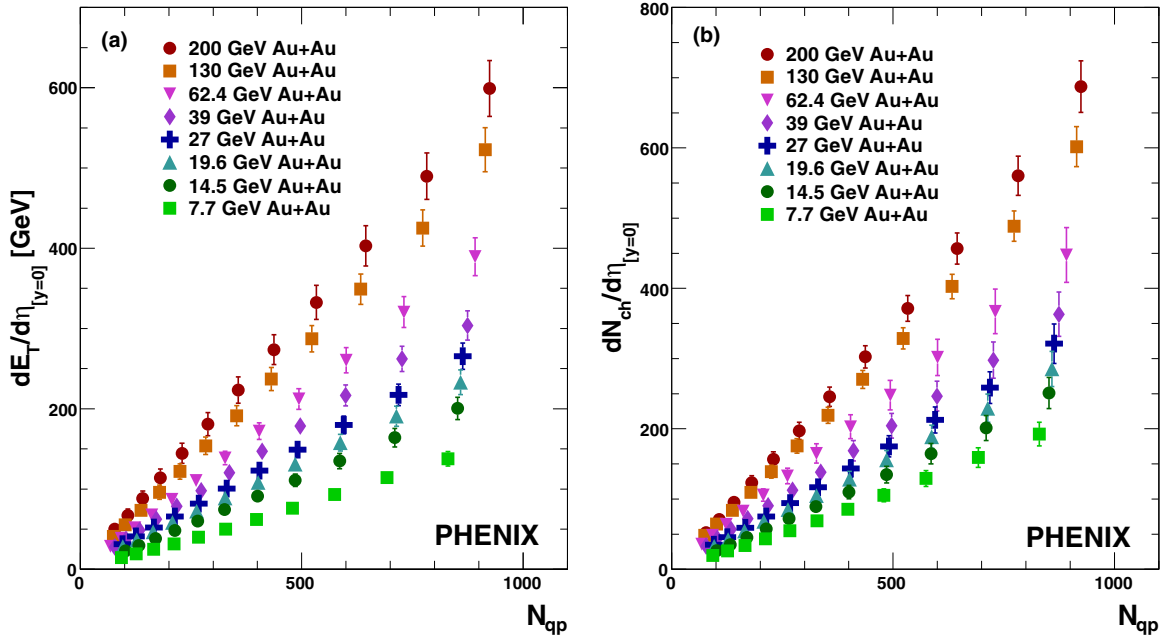 (a)
200 GeV Au+Au
130 GeV Au+Au
62.4 GeV Au+Au
39 GeV Au+Au
27 GeV Au+Au
19.6 GeV Au+Au
14.5 GeV Au+Au
7.7 GeV Au+Au
dE_T/dη_[y=0] [GeV]
600
400
200
0
PHENIX
0 500 1000
N_qp
(b)
200 GeV Au+Au
130 GeV Au+Au
62.4 GeV Au+Au
39 GeV Au+Au
27 GeV Au+Au
19.6 GeV Au+Au
14.5 GeV Au+Au
7.7 GeV Au+Au
dN_ch/dη_[y=0]
800
600
400
200
0
PHENIX
0 500 1000
N_qp